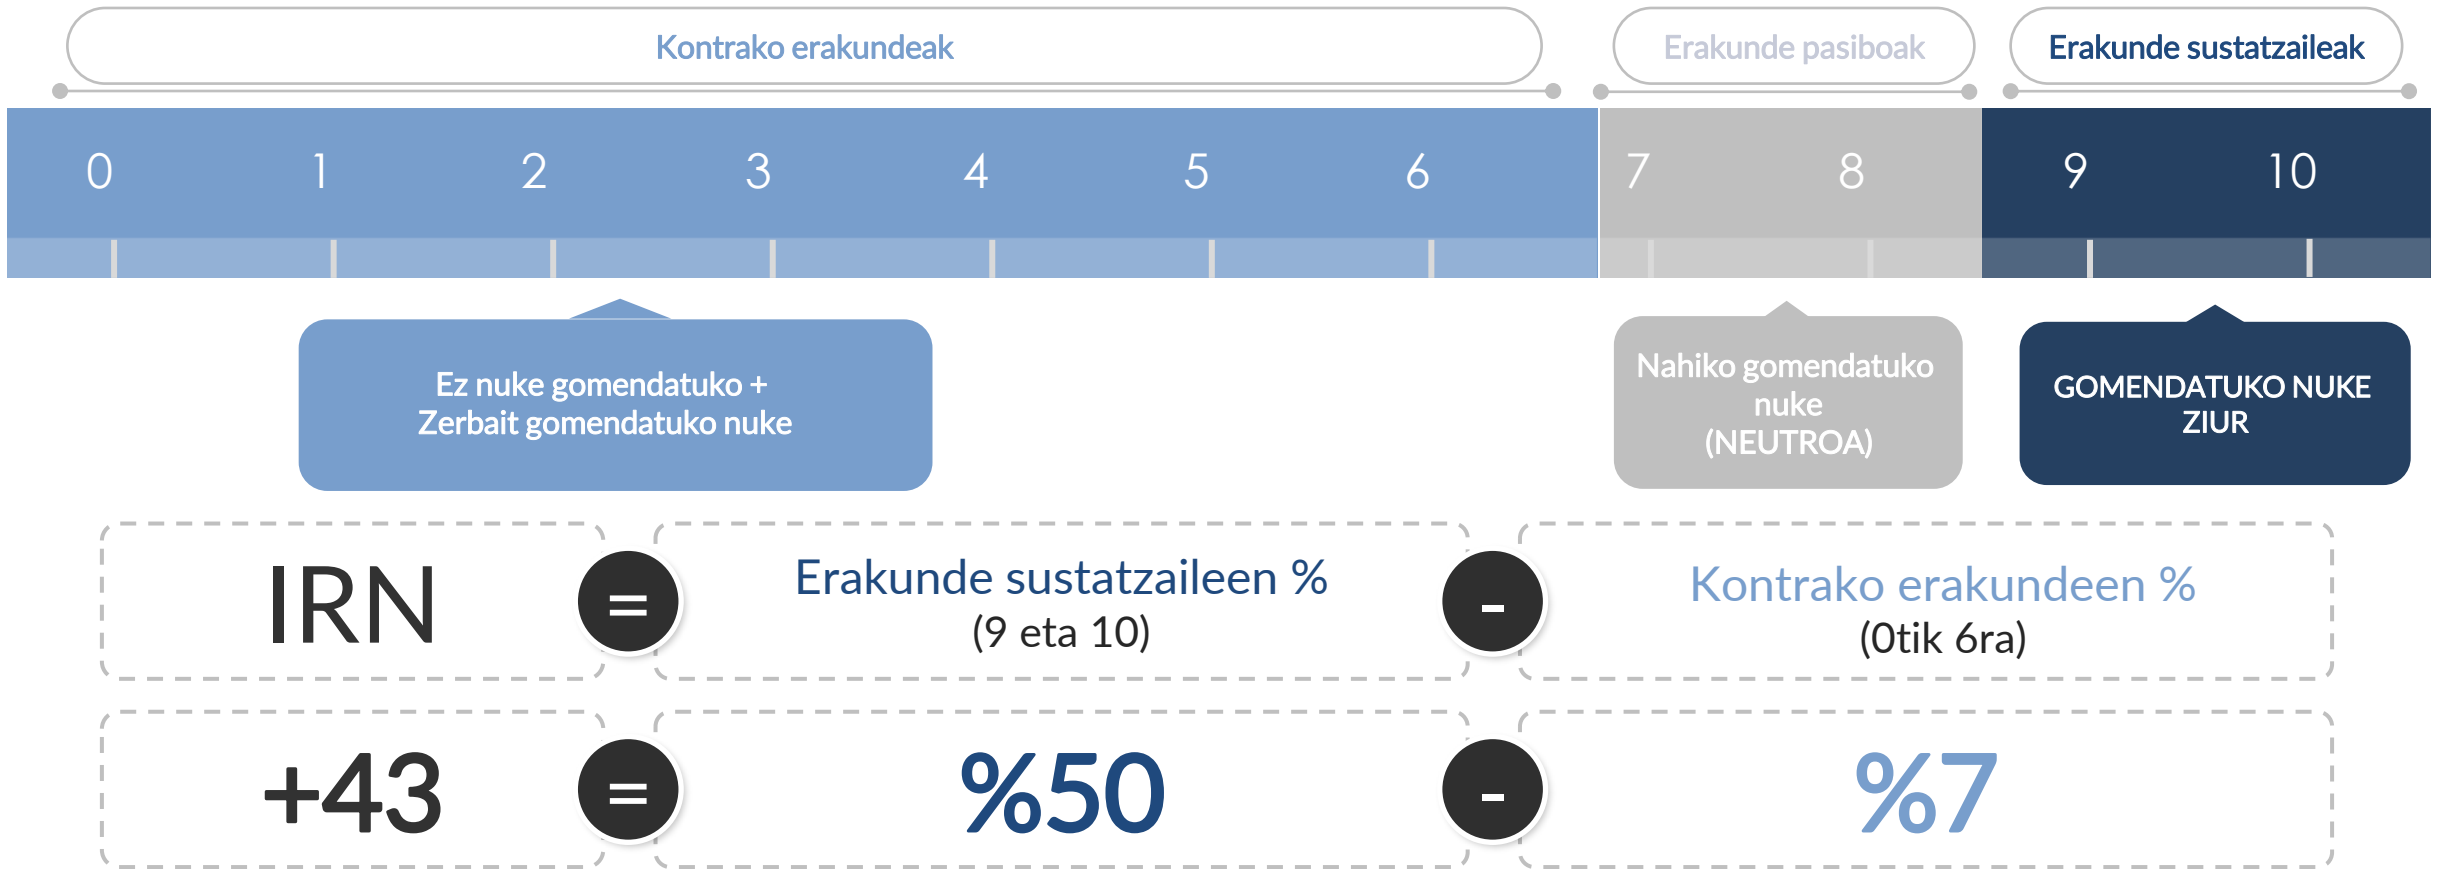 Kontrako erakundeak
Erakunde pasiboak
Erakunde sustatzaileak
0 1 2 3 4 5 6 7 8 9 10
Ez nuke gomendatuko +
Zerbait gomendatuko nuke
Nahiko gomendatuko
nuke
(NEUTROA)
GOMENDATUKO NUKE
ZIUR
IRN
=
Erakunde sustatzaileen %
(9 eta 10)
-
Kontrako erakundeen %
(0tik 6ra)
+43
=
%50
-
%7